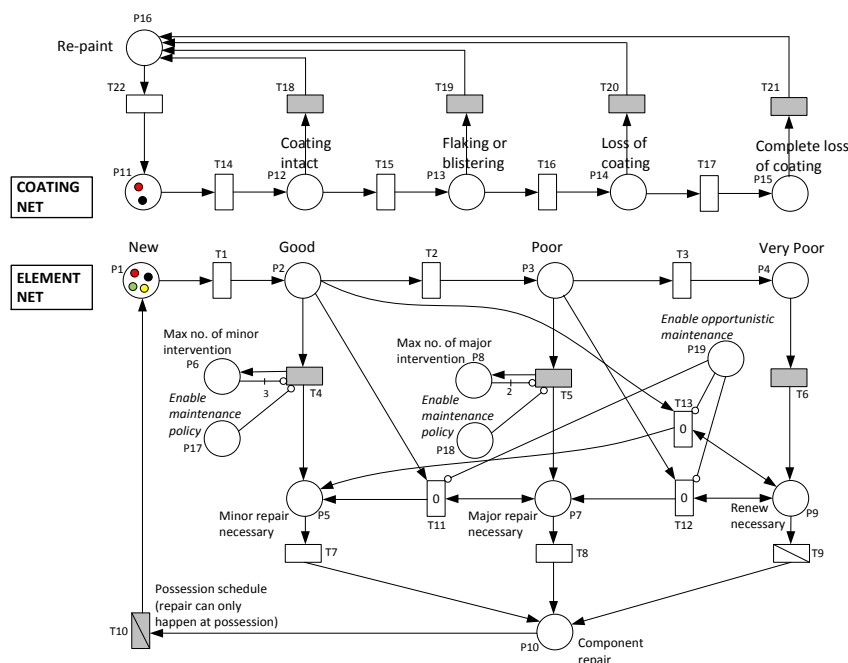 P16
Re-paint
T22
T18
T19
T20
T21
Coating
intact
Flaking or
blistering
Loss of
coating
Complete loss
of coating
COATING
NET
P11
T14
P12
T15
P13
T16
P14
T17
P15
New
Good
Poor
Very Poor
ELEMENT
NET
P1
T1
P2
T2
P3
T3
P4
Max no. of minor
intervention
P6
3
T4
Enable
maintenance
policy
P17
Max no. of major
intervention
P8
2
T5
Enable
maintenance
policy
P18
Enable opportunistic
maintenance
P19
T6
T13
0
Minor repair
necessary
P5
0
T11
Major repair
necessary
P7
0
T12
Renew
necessary
P9
T7
T8
T9
Possession schedule
(repair can only
happen at possession)
T10
P10
Component
repair